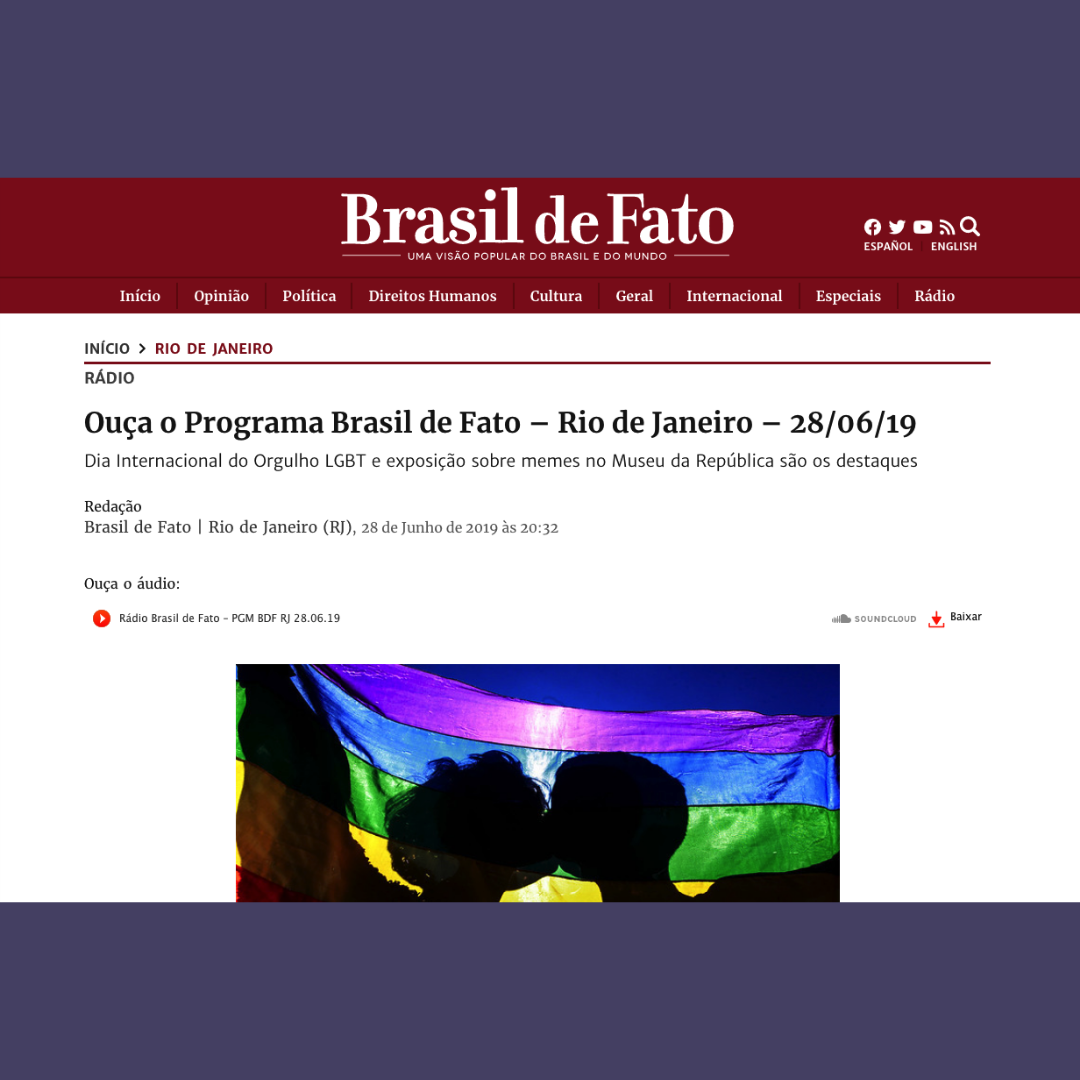 Brasil de Fato
UMA VISÃO POPULAR DO BRASIL E DO MUNDO
ESPAÑOL ENGLISH
Início Opinião Política Direitos Humanos Cultura Geral Internacional Especiais Rádio
INÍCIO > RIO DE JANEIRO
RÁDIO
Ouça o Programa Brasil de Fato – Rio de Janeiro – 28/06/19
Dia Internacional do Orgulho LGBT e exposição sobre memes no Museu da República são os destaques
Redação
Brasil de Fato | Rio de Janeiro (RJ), 28 de Junho de 2019 às 20:32
Ouça o áudio:
Rádio Brasil de Fato - PGM BDF RJ 28.06.19 SOUNDCLOUD Baixar